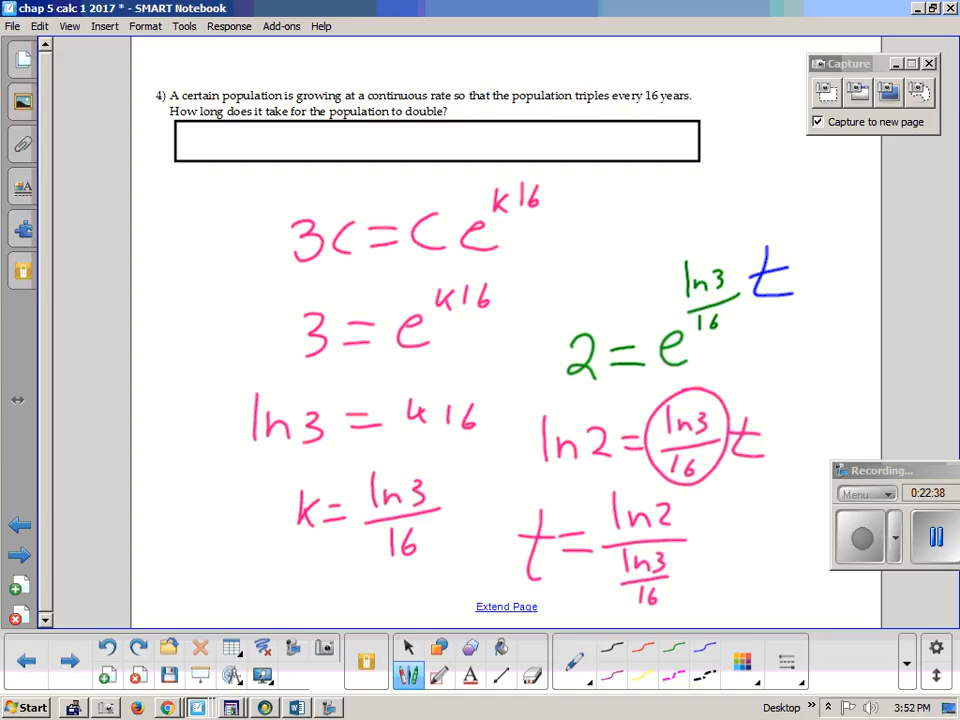 chap 5 calc 1 2017 * - SMART Notebook
File Edit View Insert Format Tools Response Add-ons Help
Capture
Capture to new page
4) A certain population is growing at a continuous rate so that the population triples every 16 years.
How long does it take for the population to double?
3c = c e^{k16}
3 = e^{k16}
ln3 = k16
k = ln3/16
2 = e^{ln3/16 t}
ln2 = ln3/16 t
t = ln2/(ln3/16)
Recording...
Menu
0:22:38
Extend Page
Start
Desktop
3:52 PM